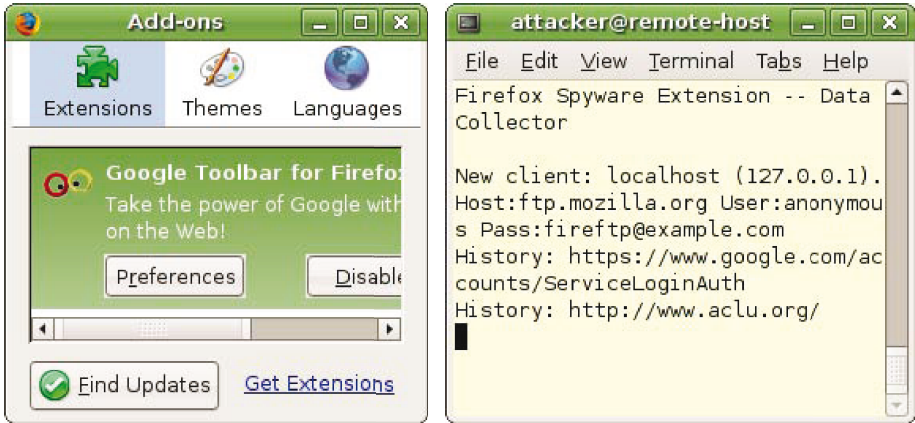 Add-ons
Extensions Themes Languages
Google Toolbar for Firefo
Take the power of Google with
on the Web!
Preferences Disable
Find Updates Get Extensions
attacker@remote-host
File Edit View Terminal Tabs Help
Firefox Spyware Extension -- Data
Collector
New client: localhost (127.0.0.1).
Host:ftp.mozilla.org User:anonymou
s Pass:fireftp@example.com
History: https://www.google.com/ac
counts/ServiceLoginAuth
History: http://www.aclu.org/